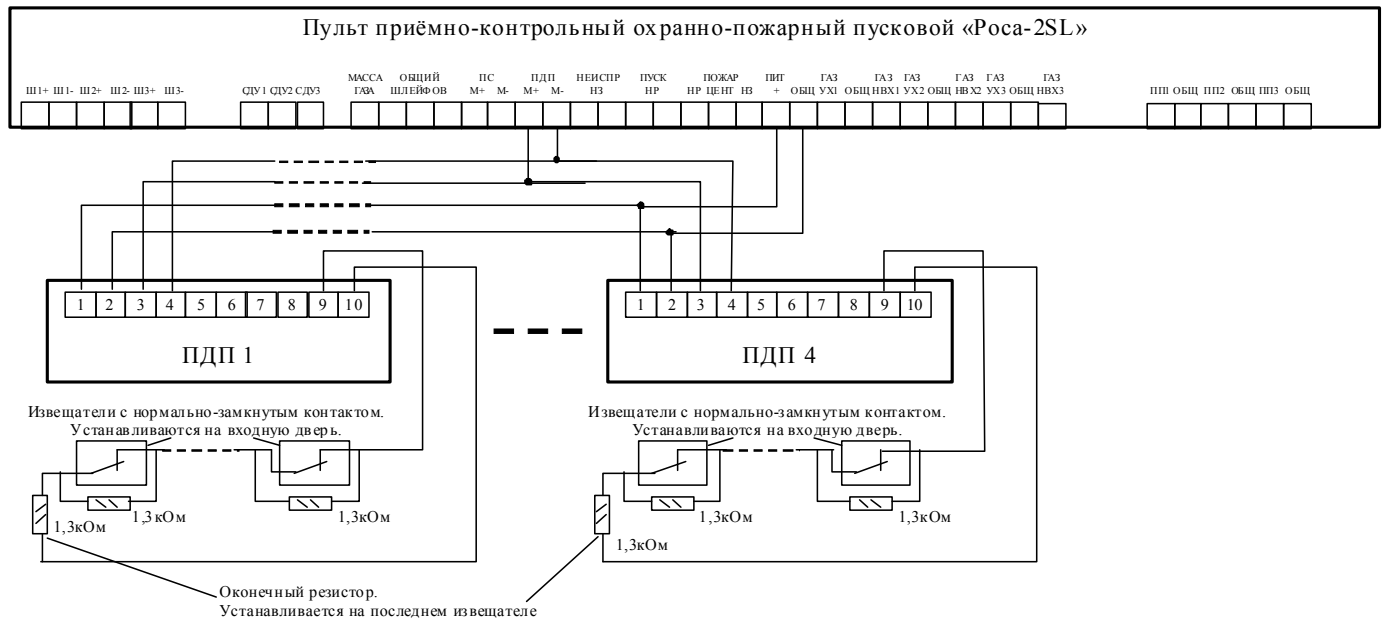 Пульт приёмно-контрольный охранно-пожарный пусковой «Роса-2SL»
МАССА ОБЩИЙ ПС ПДП НЕИСПР ПУСК ПОЖАР ПИТ ГАЗ ГАЗ ГАЗ ГАЗ ГАЗ ГАЗ
Ш1+ Ш1- Ш2+ Ш2- Ш3+ Ш3- СДУ1 СДУ2 СДУ3 ГАЗА ШЛЕЙФОВ М+ М- М+ М- НЗ НР НР ЦЕНТ НЗ + ОБЩ УХ1 ОБЩ НВХ1 УХ2 ОБЩ НВХ2 УХ3 ОБЩ НВХ3 ПП1 ОБЩ ПП2 ОБЩ ПП3 ОБЩ
1 2 3 4 5 6 7 8 9 10
ПДП 1
1 2 3 4 5 6 7 8 9 10
ПДП 4
Извещатели с нормально-замкнутым контактом.
Устанавливаются на входную дверь.
Извещатели с нормально-замкнутым контактом.
Устанавливаются на входную дверь.
1,3кОм
1,3кОм
1,3кОм
1,3кОм
1,3кОм
1,3кОм
Оконечный резистор.
Устанавливается на последнем извещателе